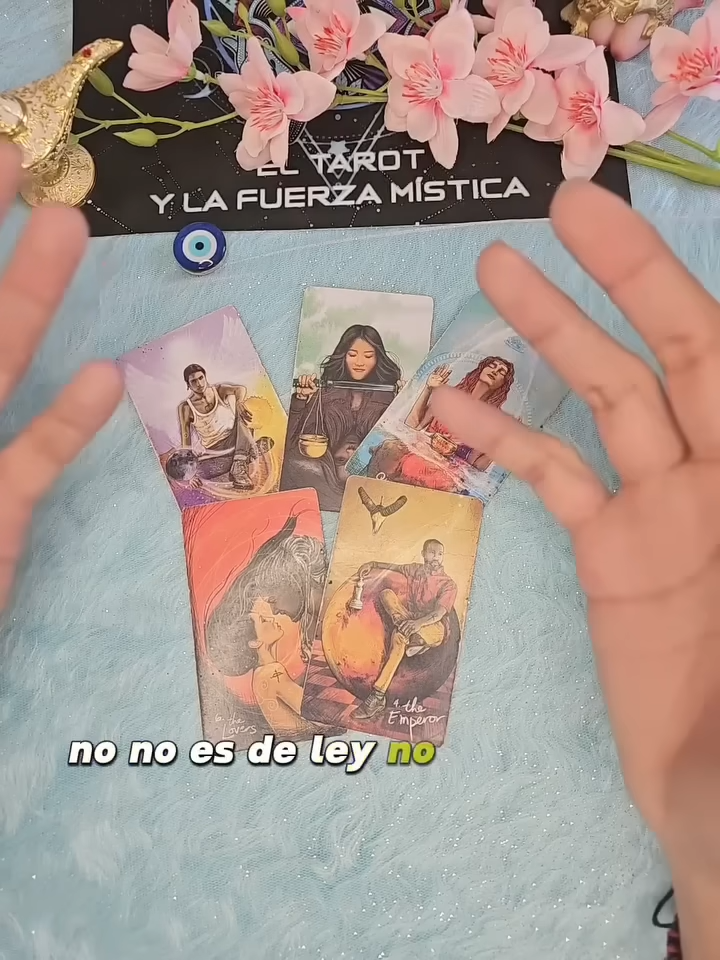 EL TAROT
Y LA FUERZA MÍSTICA
6. the
Lovers
4. the
Emperor
no no es de ley no